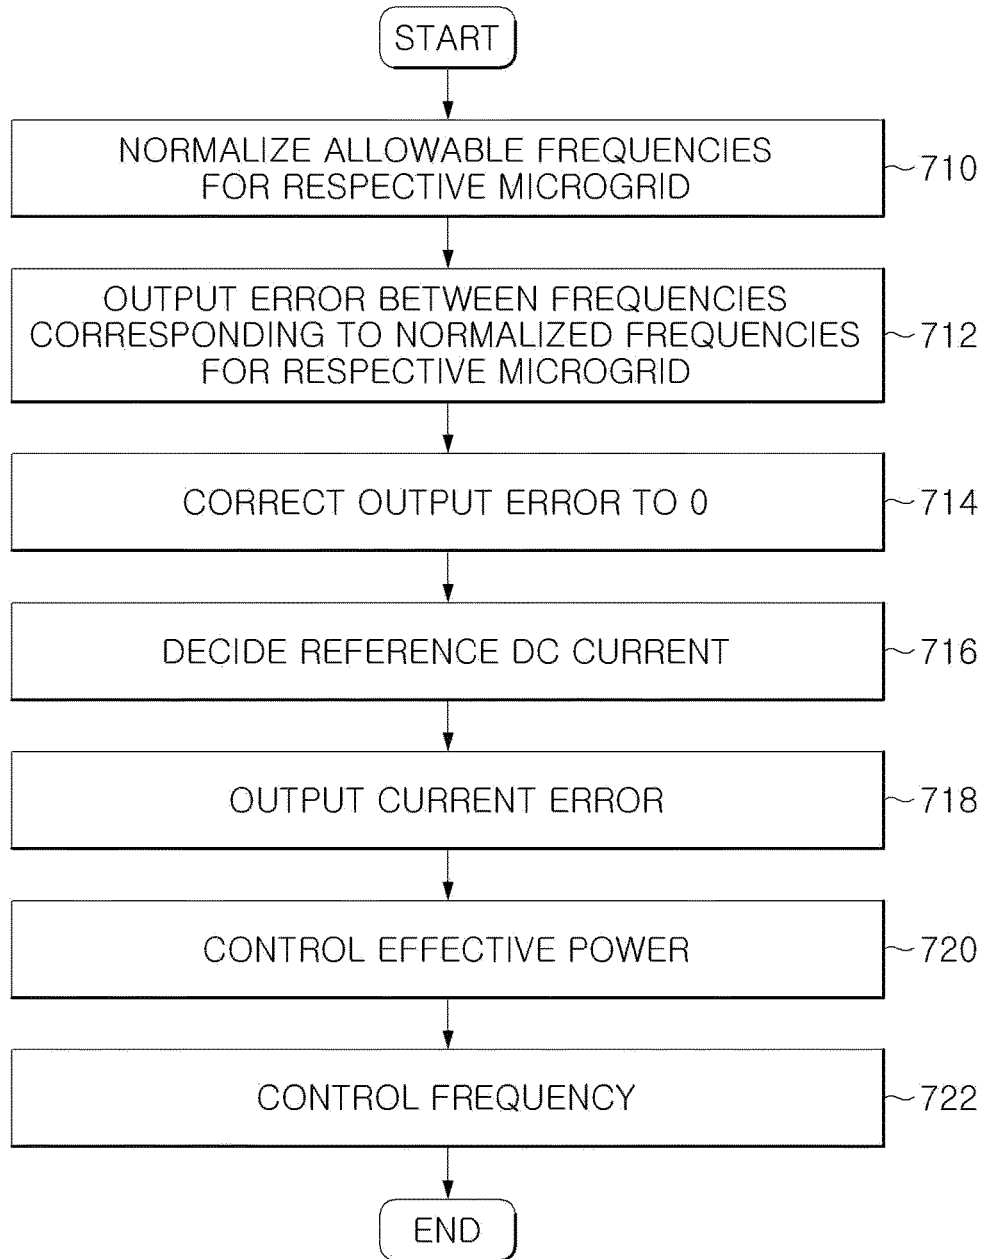 START
NORMALIZE ALLOWABLE FREQUENCIES
FOR RESPECTIVE MICROGRID
710
OUTPUT ERROR BETWEEN FREQUENCIES
CORRESPONDING TO NORMALIZED FREQUENCIES
FOR RESPECTIVE MICROGRID
712
CORRECT OUTPUT ERROR TO 0
714
DECIDE REFERENCE DC CURRENT
716
OUTPUT CURRENT ERROR
718
CONTROL EFFECTIVE POWER
720
CONTROL FREQUENCY
722
END